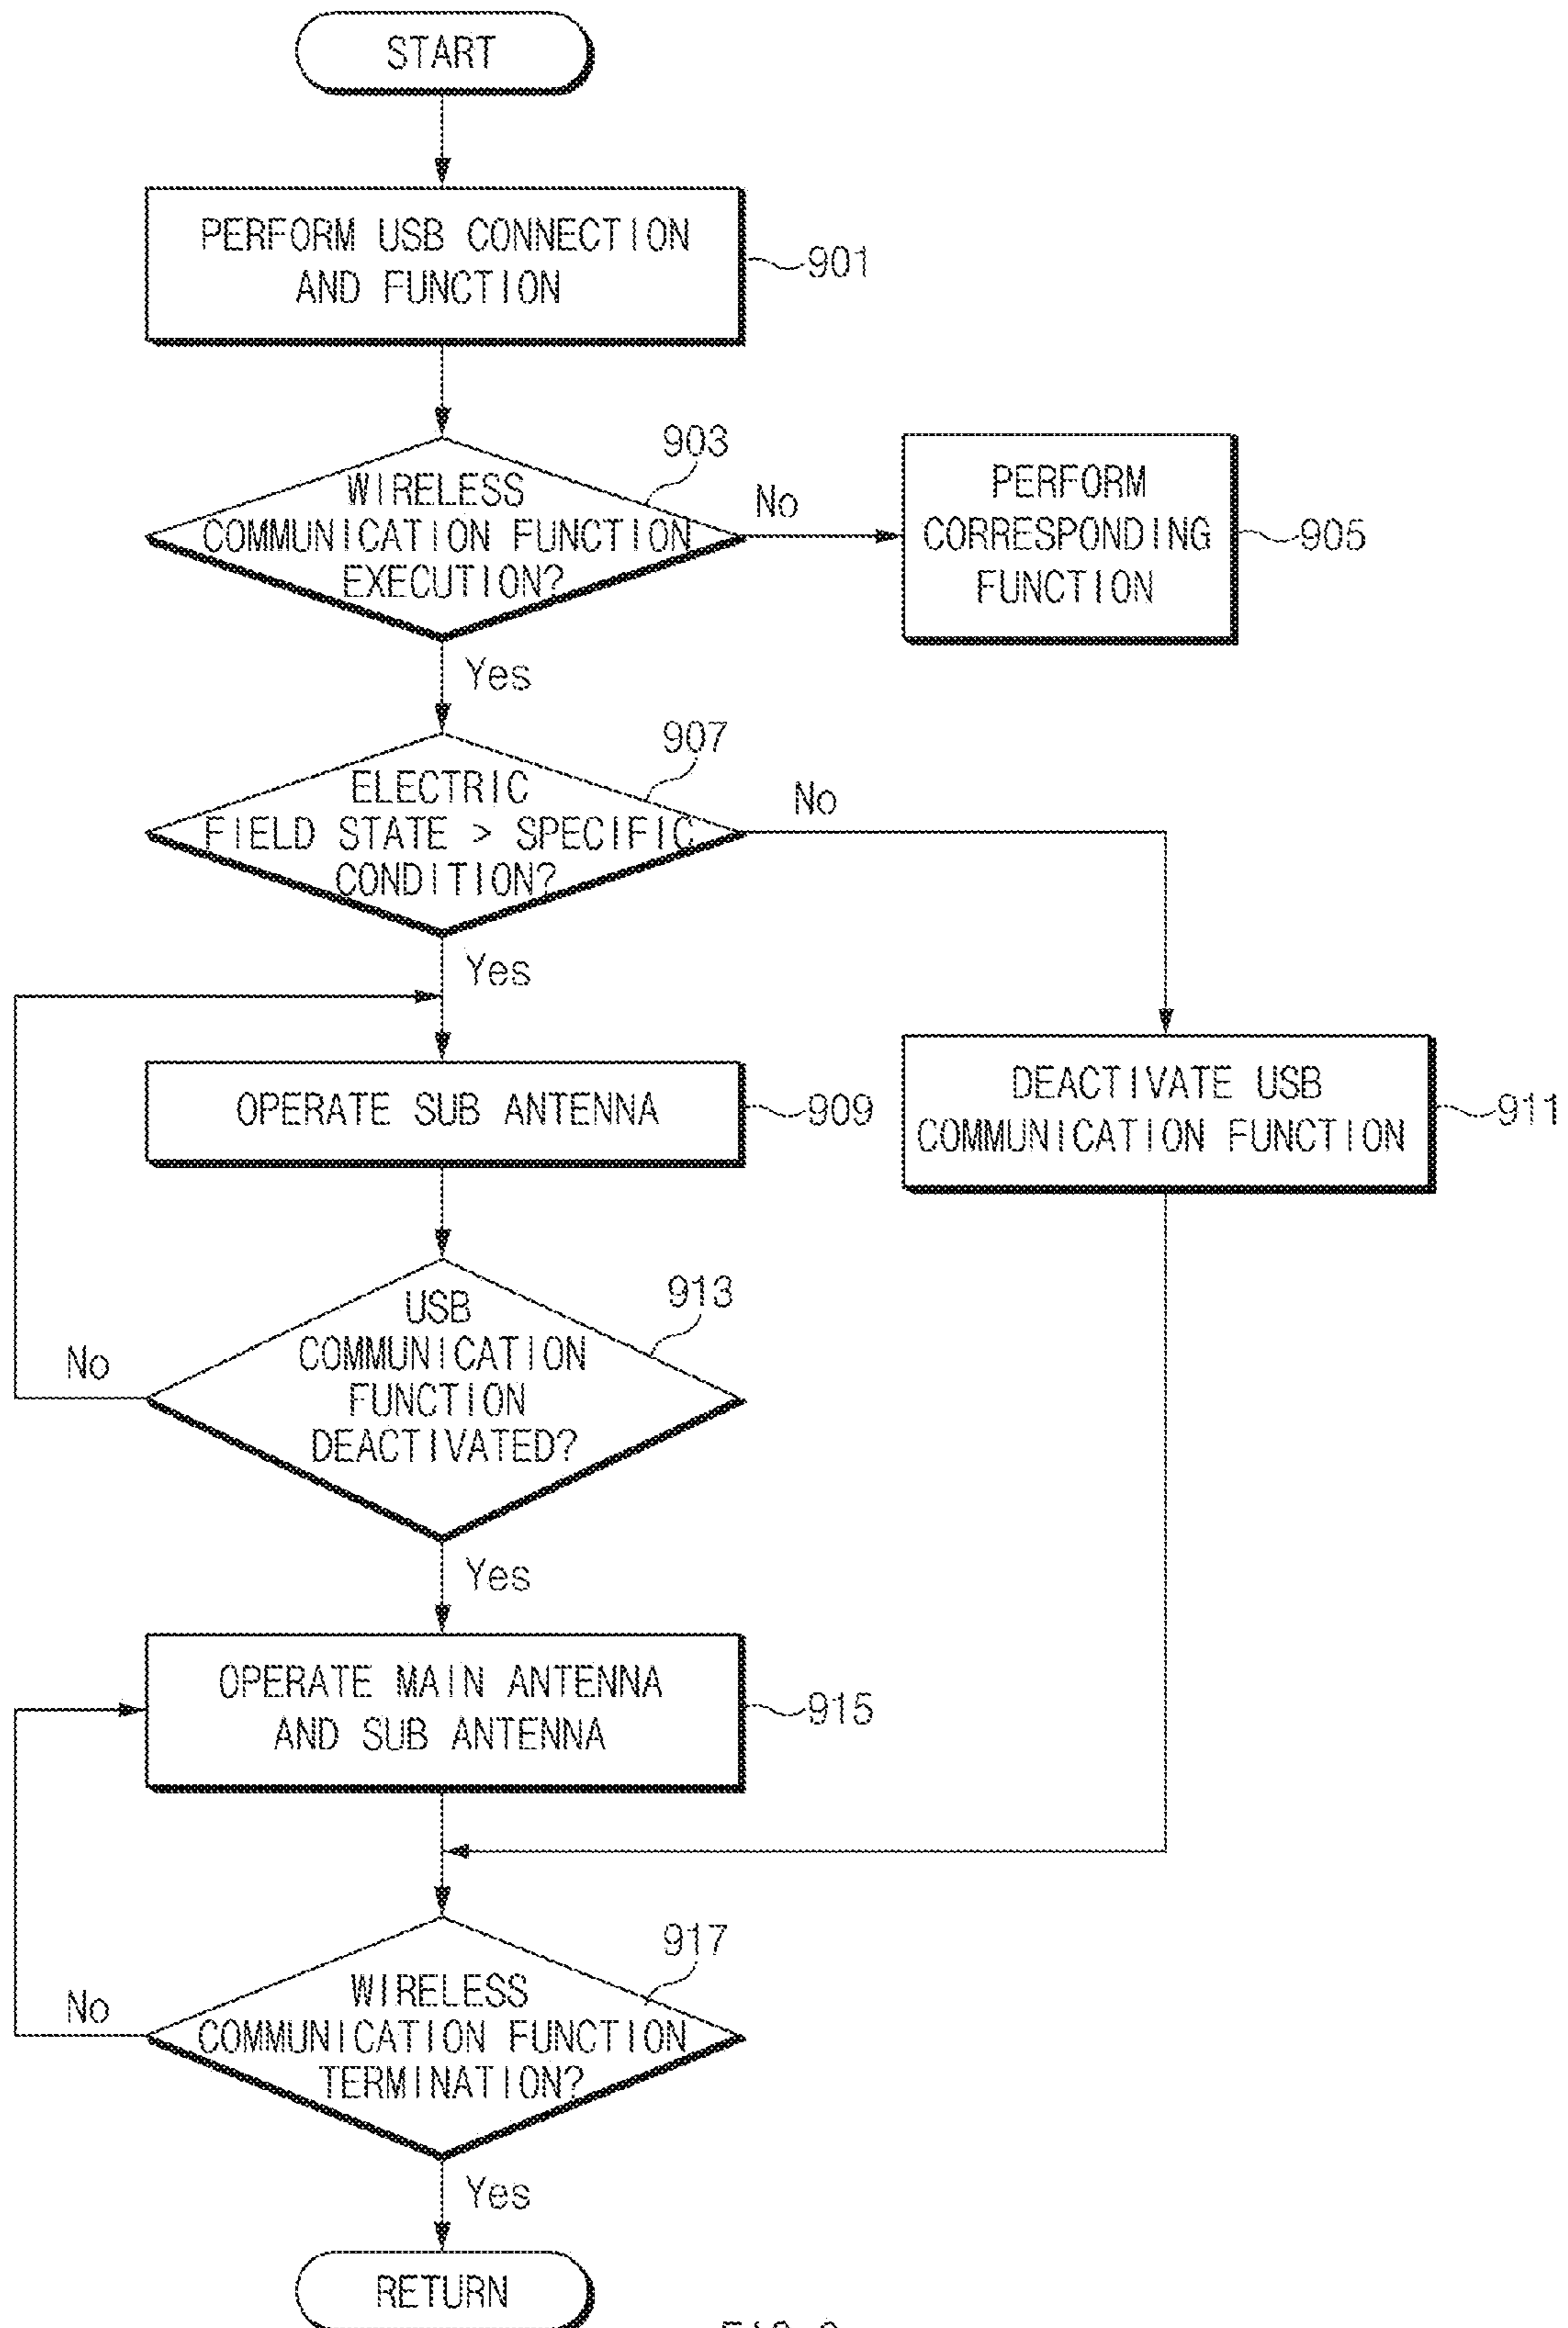 START
PERFORM USB CONNECTION
AND FUNCTION
901
903
WIRELESS
COMMUNICATION FUNCTION
EXECUTION?
No
PERFORM
CORRESPONDING
FUNCTION
905
Yes
907
ELECTRIC
FIELD STATE > SPECIFIC
CONDITION?
No
Yes
OPERATE SUB ANTENNA
909
DEACTIVATE USB
COMMUNICATION FUNCTION
911
913
USB
COMMUNICATION
FUNCTION
DEACTIVATED?
No
Yes
OPERATE MAIN ANTENNA
AND SUB ANTENNA
915
917
WIRELESS
COMMUNICATION FUNCTION
TERMINATION?
No
Yes
RETURN